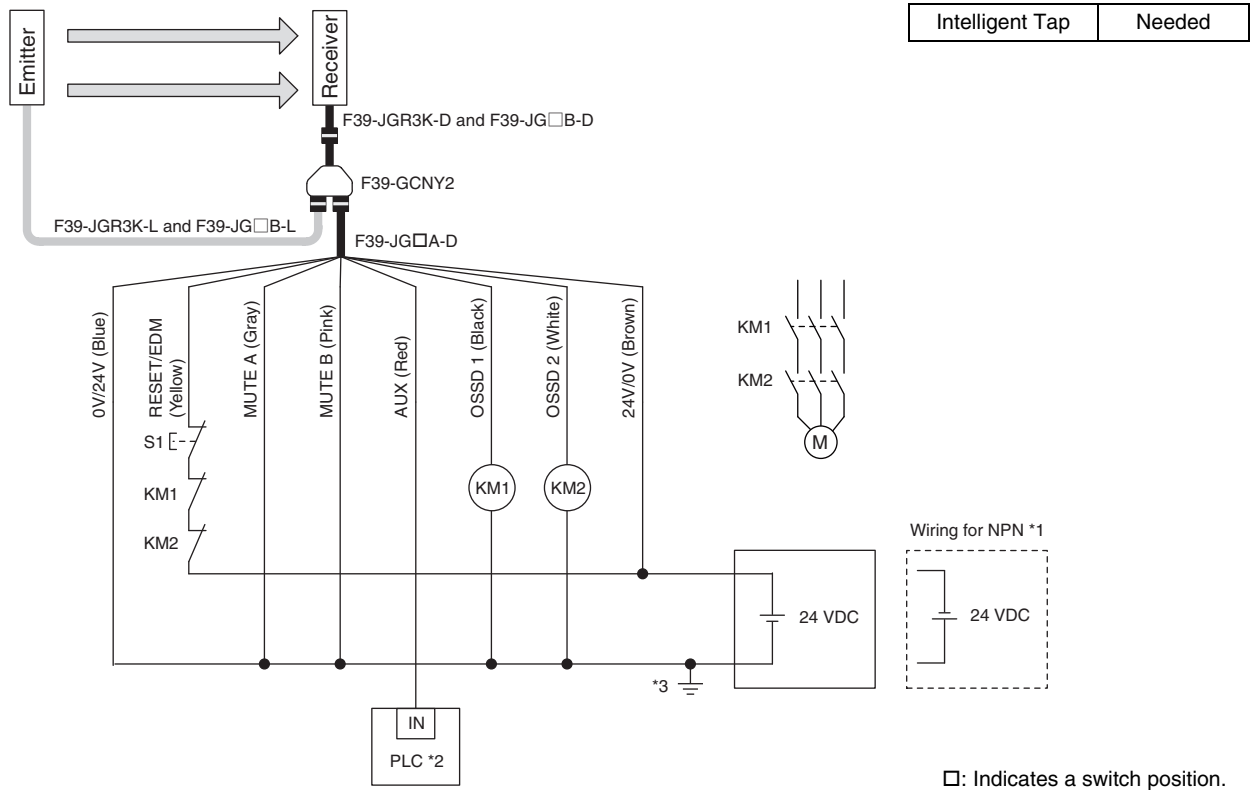 Emitter
Receiver
Intelligent Tap Needed
F39-JGR3K-D and F39-JG□B-D
F39-GCNY2
F39-JGR3K-L and F39-JG□B-L
F39-JG□A-D
0V/24V (Blue)
RESET/EDM
(Yellow)
MUTE A (Gray)
MUTE B (Pink)
AUX (Red)
OSSD 1 (Black)
OSSD 2 (White)
24V/0V (Brown)
KM1
KM2
M
S1
KM1
KM2
KM1
KM2
Wiring for NPN *1
24 VDC
24 VDC
*3
IN
PLC *2
□: Indicates a switch position.